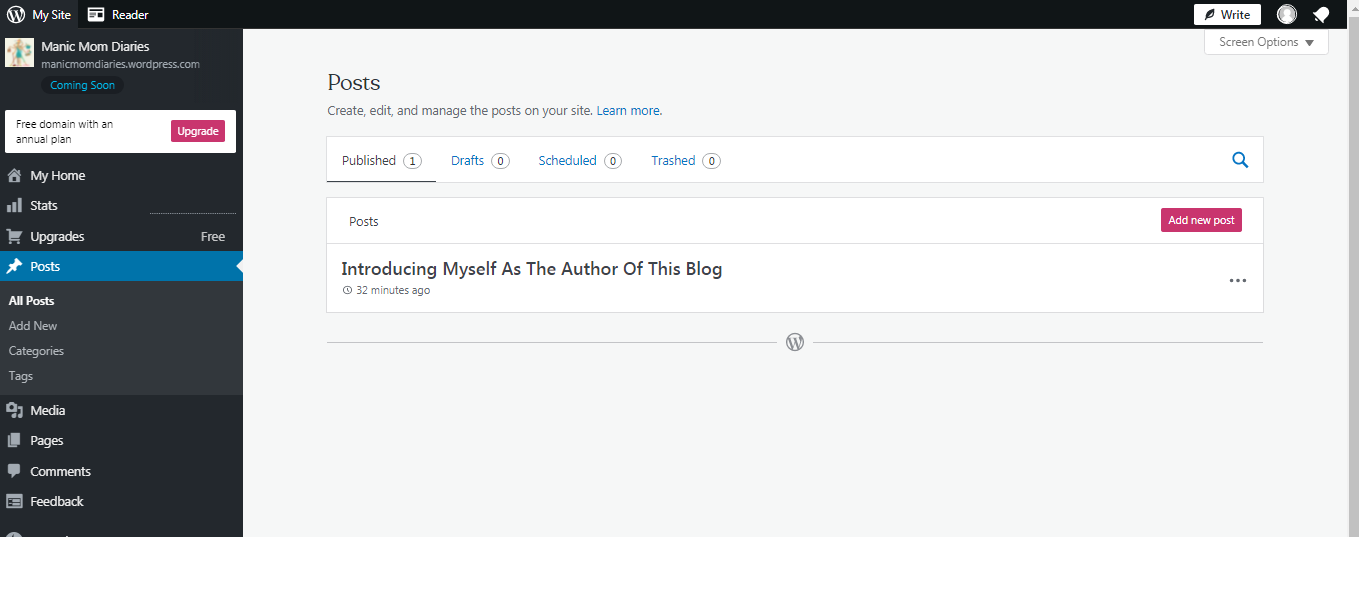 My Site
Reader
Write
Manic Mom Diaries
manicmomdiaries.wordpress.com
Coming Soon
Screen Options
Free domain with an
annual plan
Upgrade
My Home
Stats
Upgrades Free
Posts
All Posts
Add New
Categories
Tags
Media
Pages
Comments
Feedback
Posts
Create, edit, and manage the posts on your site. Learn more.
Published 1
Drafts 0
Scheduled 0
Trashed 0
Posts
Add new post
Introducing Myself As The Author Of This Blog
32 minutes ago